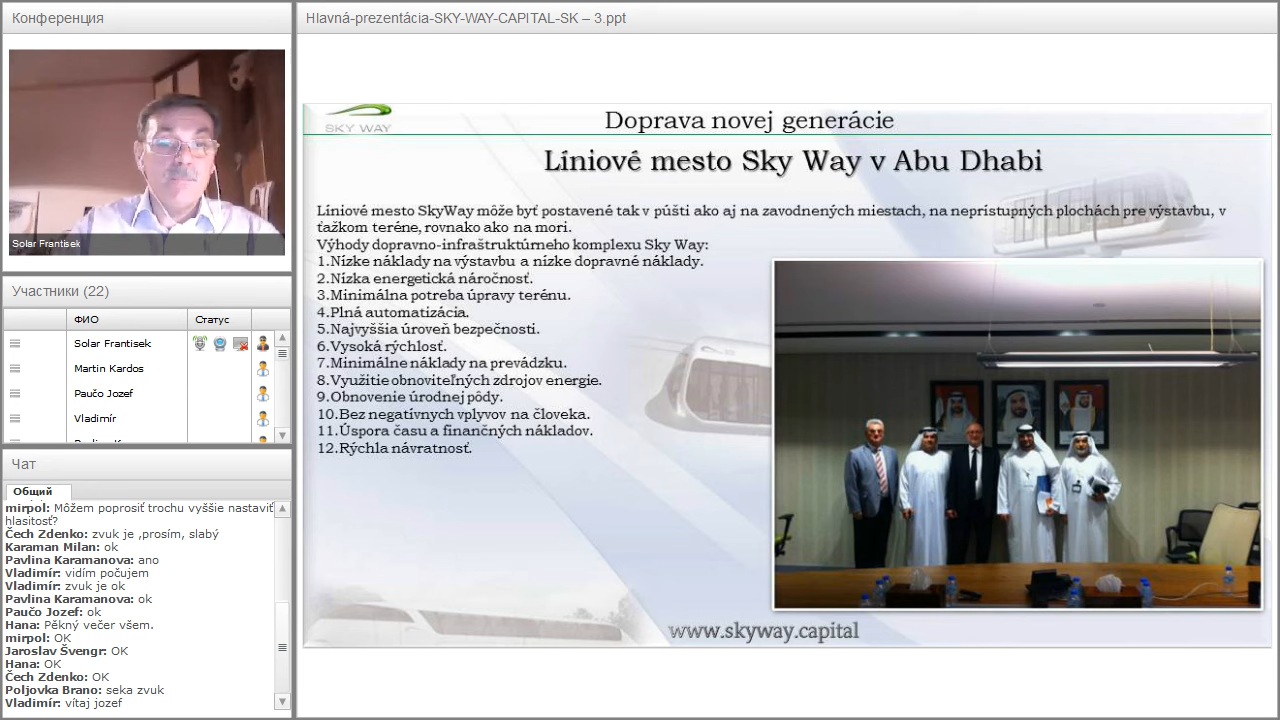 Конференция
Solar Frantisek
Участники (22)
ФИО
Статус
Solar Frantisek
Martin Kardos
Paučo Jozef
Vladimír
Чат
Общий
mirpol: Môžem poprosiť trochu vyššie nastaviť
hlasitosť?
Čech Zdenko: zvuk je ,prosím, slabý
Karaman Milan: ok
Pavlina Karamanova: ano
Vladimír: vidím počujem
Vladimír: zvuk je ok
Pavlina Karamanova: ok
Paučo Jozef: ok
Hana: Pěkný večer všem.
mirpol: OK
Jaroslav Švengr: OK
Hana: OK
Čech Zdenko: OK
Poljovka Brano: seka zvuk
Vladimír: vítaj jozef
Hlavná-prezentácia-SKY-WAY-CAPITAL-SK – 3.ppt
SKY WAY
Doprava novej generácie
Líniové mesto Sky Way v Abu Dhabi
Líniové mesto SkyWay môže byť postavené tak v púšti ako aj na zavodnených miestach, na neprístupných plochách pre výstavbu, v
ťažkom teréne, rovnako ako na mori.
Výhody dopravno-infraštruktúrneho komplexu Sky Way:
1.Nízke náklady na výstavbu a nízke dopravné náklady.
2.Nízka energetická náročnosť.
3.Minimálna potreba úpravy terénu.
4.Plná automatizácia.
5.Najvyššia úroveň bezpečnosti.
6.Vysoká rýchlosť.
7.Minimálne náklady na prevádzku.
8.Využitie obnoviteľných zdrojov energie.
9.Obnovenie úrodnej pôdy.
10.Bez negatívnych vplyvov na človeka.
11.Úspora času a finančných nákladov.
12.Rýchla návratnosť.
www.skyway.capital